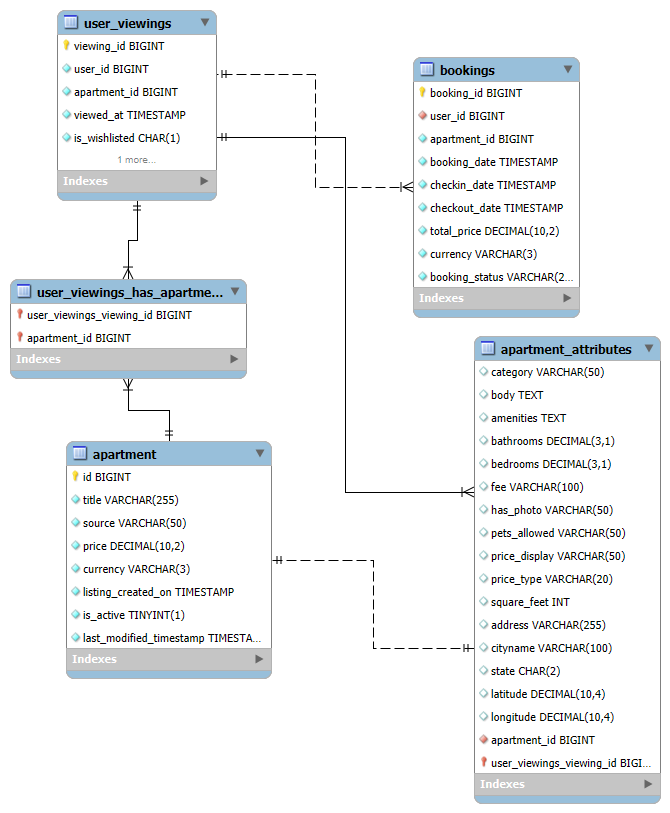 user_viewings
viewing_id BIGINT
user_id BIGINT
apartment_id BIGINT
viewed_at TIMESTAMP
is_wishlisted CHAR(1)
1 more...
Indexes
bookings
booking_id BIGINT
user_id BIGINT
apartment_id BIGINT
booking_date TIMESTAMP
checkin_date TIMESTAMP
checkout_date TIMESTAMP
total_price DECIMAL(10,2)
currency VARCHAR(3)
booking_status VARCHAR(2...
Indexes
user_viewings_has_apartme...
user_viewings_viewing_id BIGINT
apartment_id BIGINT
Indexes
apartment
id BIGINT
title VARCHAR(255)
source VARCHAR(50)
price DECIMAL(10,2)
currency VARCHAR(3)
listing_created_on TIMESTAMP
is_active TINYINT(1)
last_modified_timestamp TIMESTA...
Indexes
apartment_attributes
category VARCHAR(50)
body TEXT
amenities TEXT
bathrooms DECIMAL(3,1)
bedrooms DECIMAL(3,1)
fee VARCHAR(100)
has_photo VARCHAR(50)
pets_allowed VARCHAR(50)
price_display VARCHAR(50)
price_type VARCHAR(20)
square_feet INT
address VARCHAR(255)
cityname VARCHAR(100)
state CHAR(2)
latitude DECIMAL(10,4)
longitude DECIMAL(10,4)
apartment_id BIGINT
user_viewings_viewing_id BIGI...
Indexes